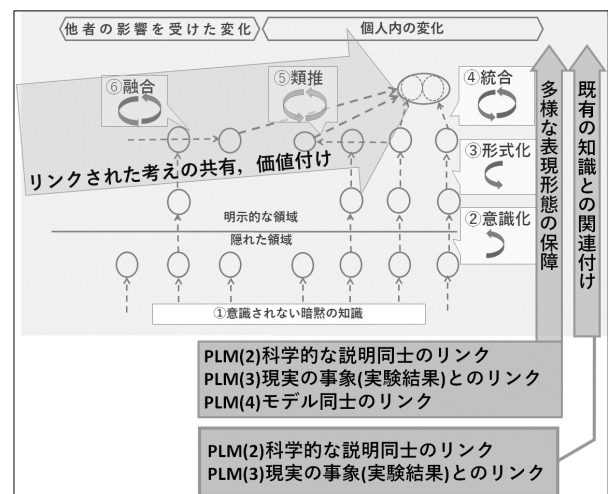 他者の影響を受けた変化
個人内の変化
⑥融合
⑤類推
④統合
③形式化
②意識化
リンクされた考えの共有，価値付け
明示的な領域
隠れた領域
①意識されない暗黙の知識
多様な表現形態の保障
既有の知識との関連付け
PLM(2)科学的な説明同士のリンク
PLM(3)現実の事象(実験結果)とのリンク
PLM(4)モデル同士のリンク
PLM(2)科学的な説明同士のリンク
PLM(3)現実の事象(実験結果)とのリンク